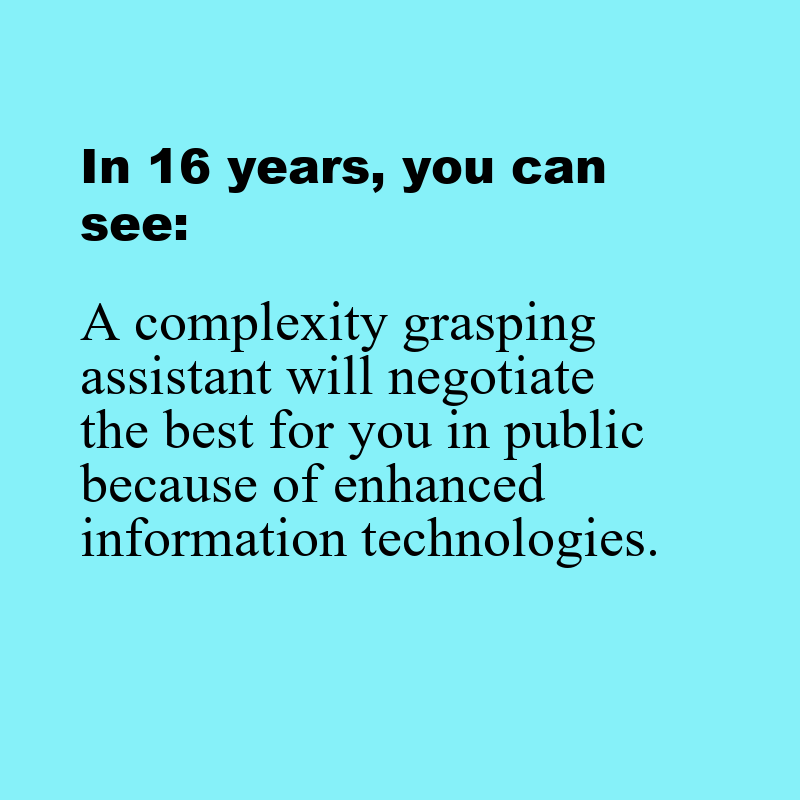 In 16 years, you can
see:
A complexity grasping
assistant will negotiate
the best for you in public
because of enhanced
information technologies.